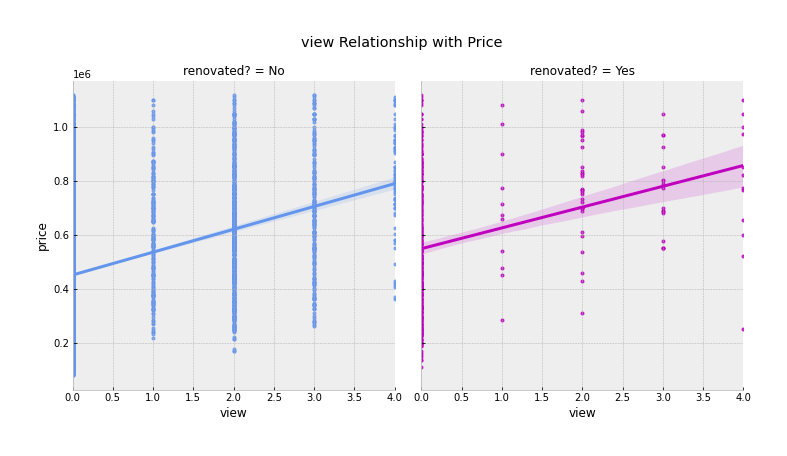 view Relationship with Price
renovated? = No
renovated? = Yes
1e6
1.0
0.8
0.6
0.4
0.2
price
0.0 0.5 1.0 1.5 2.0 2.5 3.0 3.5 4.0
0.0 0.5 1.0 1.5 2.0 2.5 3.0 3.5 4.0
view
view